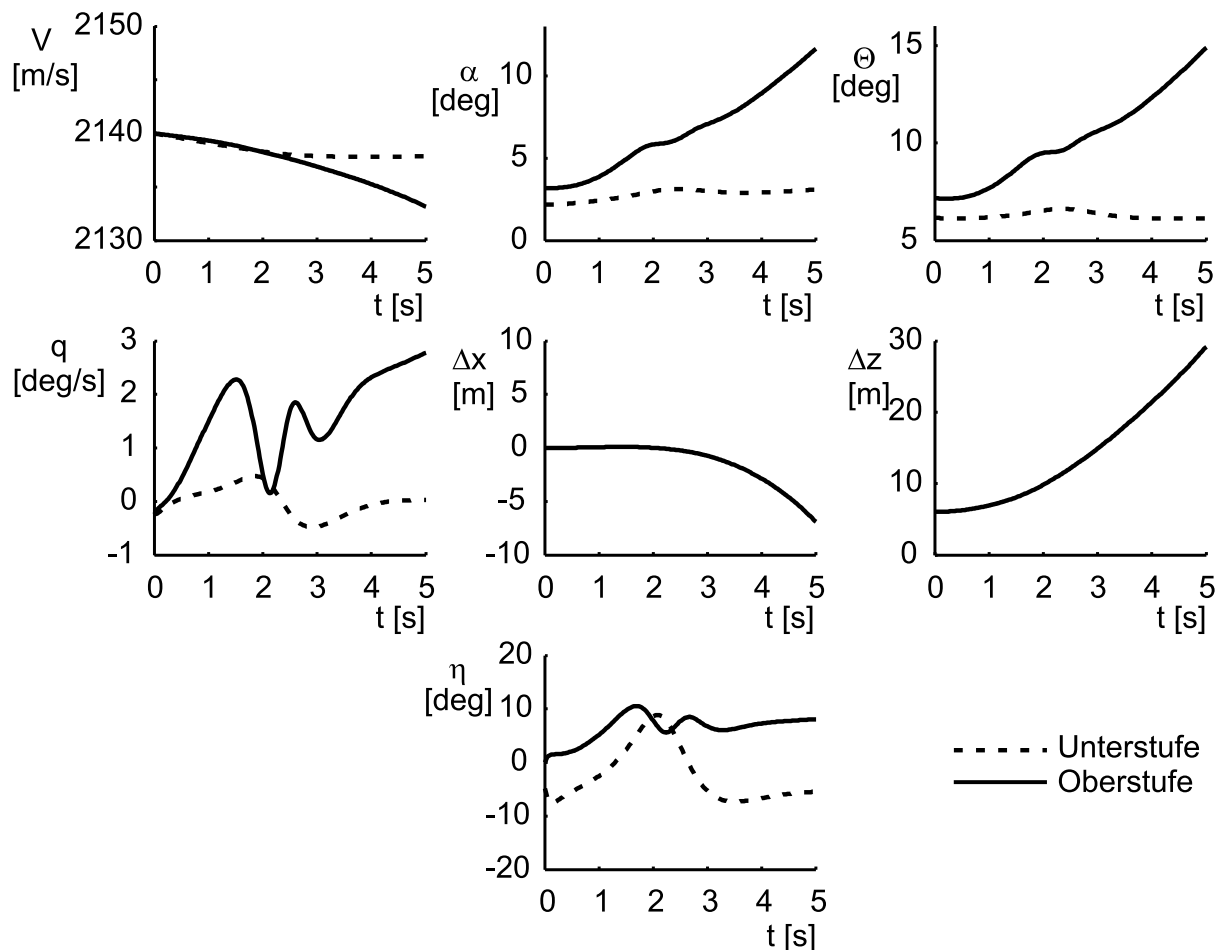 V
[m/s]
2150
2140
2130
0 1 2 3 4 5
t [s]
α
[deg]
10
5
0
0 1 2 3 4 5
t [s]
Θ
[deg]
15
10
5
0 1 2 3 4 5
t [s]
q
[deg/s]
3
2
1
0
-1
0 1 2 3 4 5
t [s]
Δx
[m]
10
5
0
-5
-10
0 1 2 3 4 5
t [s]
Δz
[m]
30
20
10
0
0 1 2 3 4 5
t [s]
η
[deg]
20
10
0
-10
-20
0 1 2 3 4 5
t [s]
Unterstufe
Oberstufe